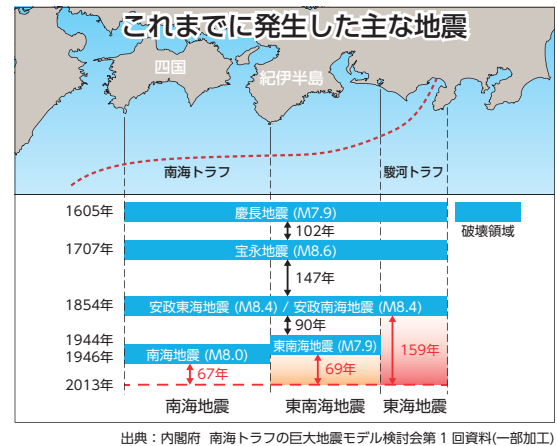 これまでに発生した主な地震
四国
紀伊半島
南海トラフ
駿河トラフ
1605年
慶長地震 (M7.9)
破壊領域
102年
1707年
宝永地震 (M8.6)
147年
1854年
安政東海地震 (M8.4) / 安政南海地震 (M8.4)
90年
1944年
東南海地震 (M7.9)
1946年
南海地震 (M8.0)
159年
67年
69年
2013年
南海地震
東南海地震
東海地震
出典：内閣府 南海トラフの巨大地震モデル検討会第 1 回資料(一部加工)